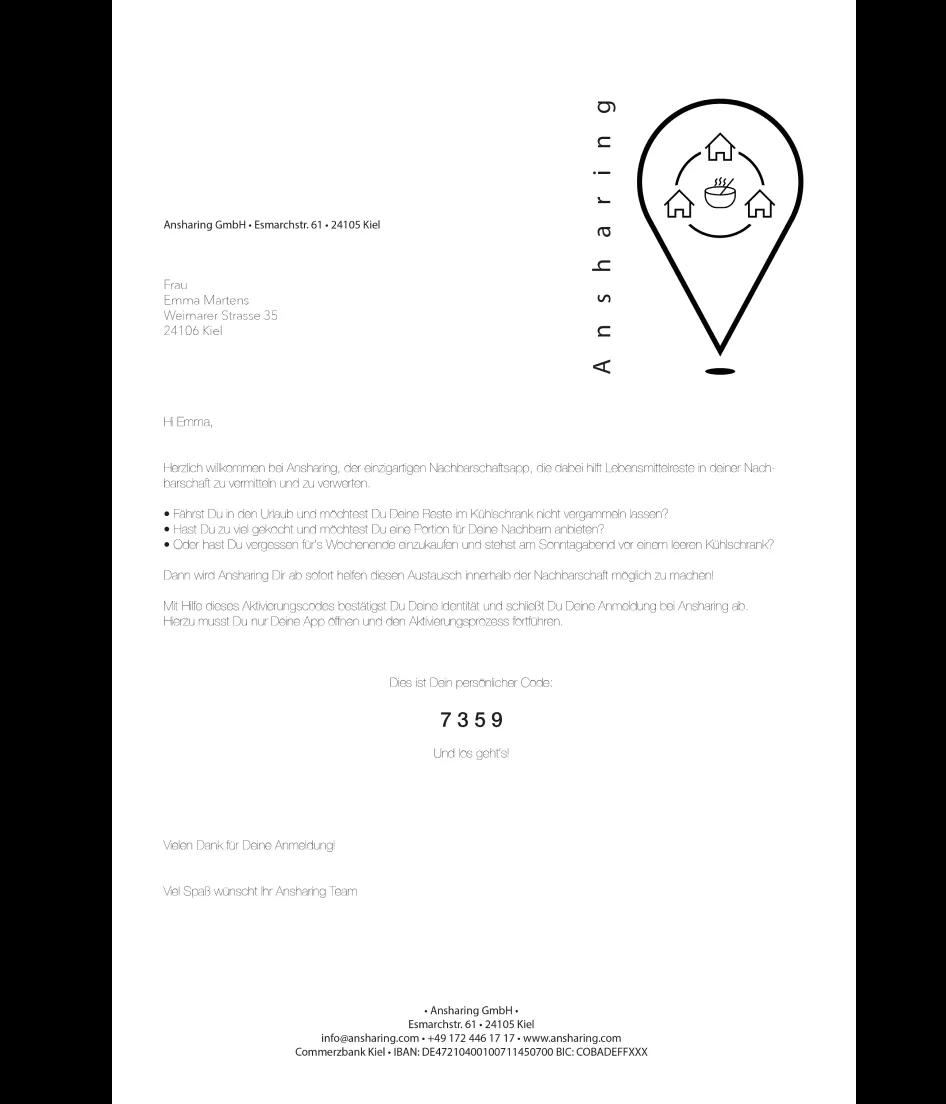 Ansharing
Ansharing GmbH • Esmarchstr. 61 • 24105 Kiel
Frau
Emma Martens
Weimarer Strasse 35
24106 Kiel
Hi Emma,
Herzlich willkommen bei Ansharing, der einzigartigen Nachbarschaftsapp, die dabei hilft Lebensmittelreste in deiner Nach-
barschaft zu vermitteln und zu verwerten.
• Fährst Du in den Urlaub und möchtest Du Deine Reste im Kühlschrank nicht vergammeln lassen?
• Hast Du zu viel gekocht und möchtest Du eine Portion für Deine Nachbarn anbieten?
• Oder hast Du vergessen für's Wochenende einzukaufen und stehst am Sonntagabend vor einem leeren Kühlschrank?
Dann wird Ansharing Dir ab sofort helfen diesen Austausch innerhalb der Nachbarschaft möglich zu machen!
Mit Hilfe dieses Aktivierungscodes bestätigst Du Deine Identität und schließt Du Deine Anmeldung bei Ansharing ab.
Hierzu musst Du nur Deine App öffnen und den Aktivierungsprozess fortführen.
Dies ist Dein persönlicher Code:
7 3 5 9
Und los geht's!
Vielen Dank für Deine Anmeldung!
Viel Spaß wünscht Ihr Ansharing Team
• Ansharing GmbH •
Esmarchstr. 61 • 24105 Kiel
info@ansharing.com • +49 172 446 17 17 • www.ansharing.com
Commerzbank Kiel • IBAN: DE47210400100711450700 BIC: COBADEFFXXX